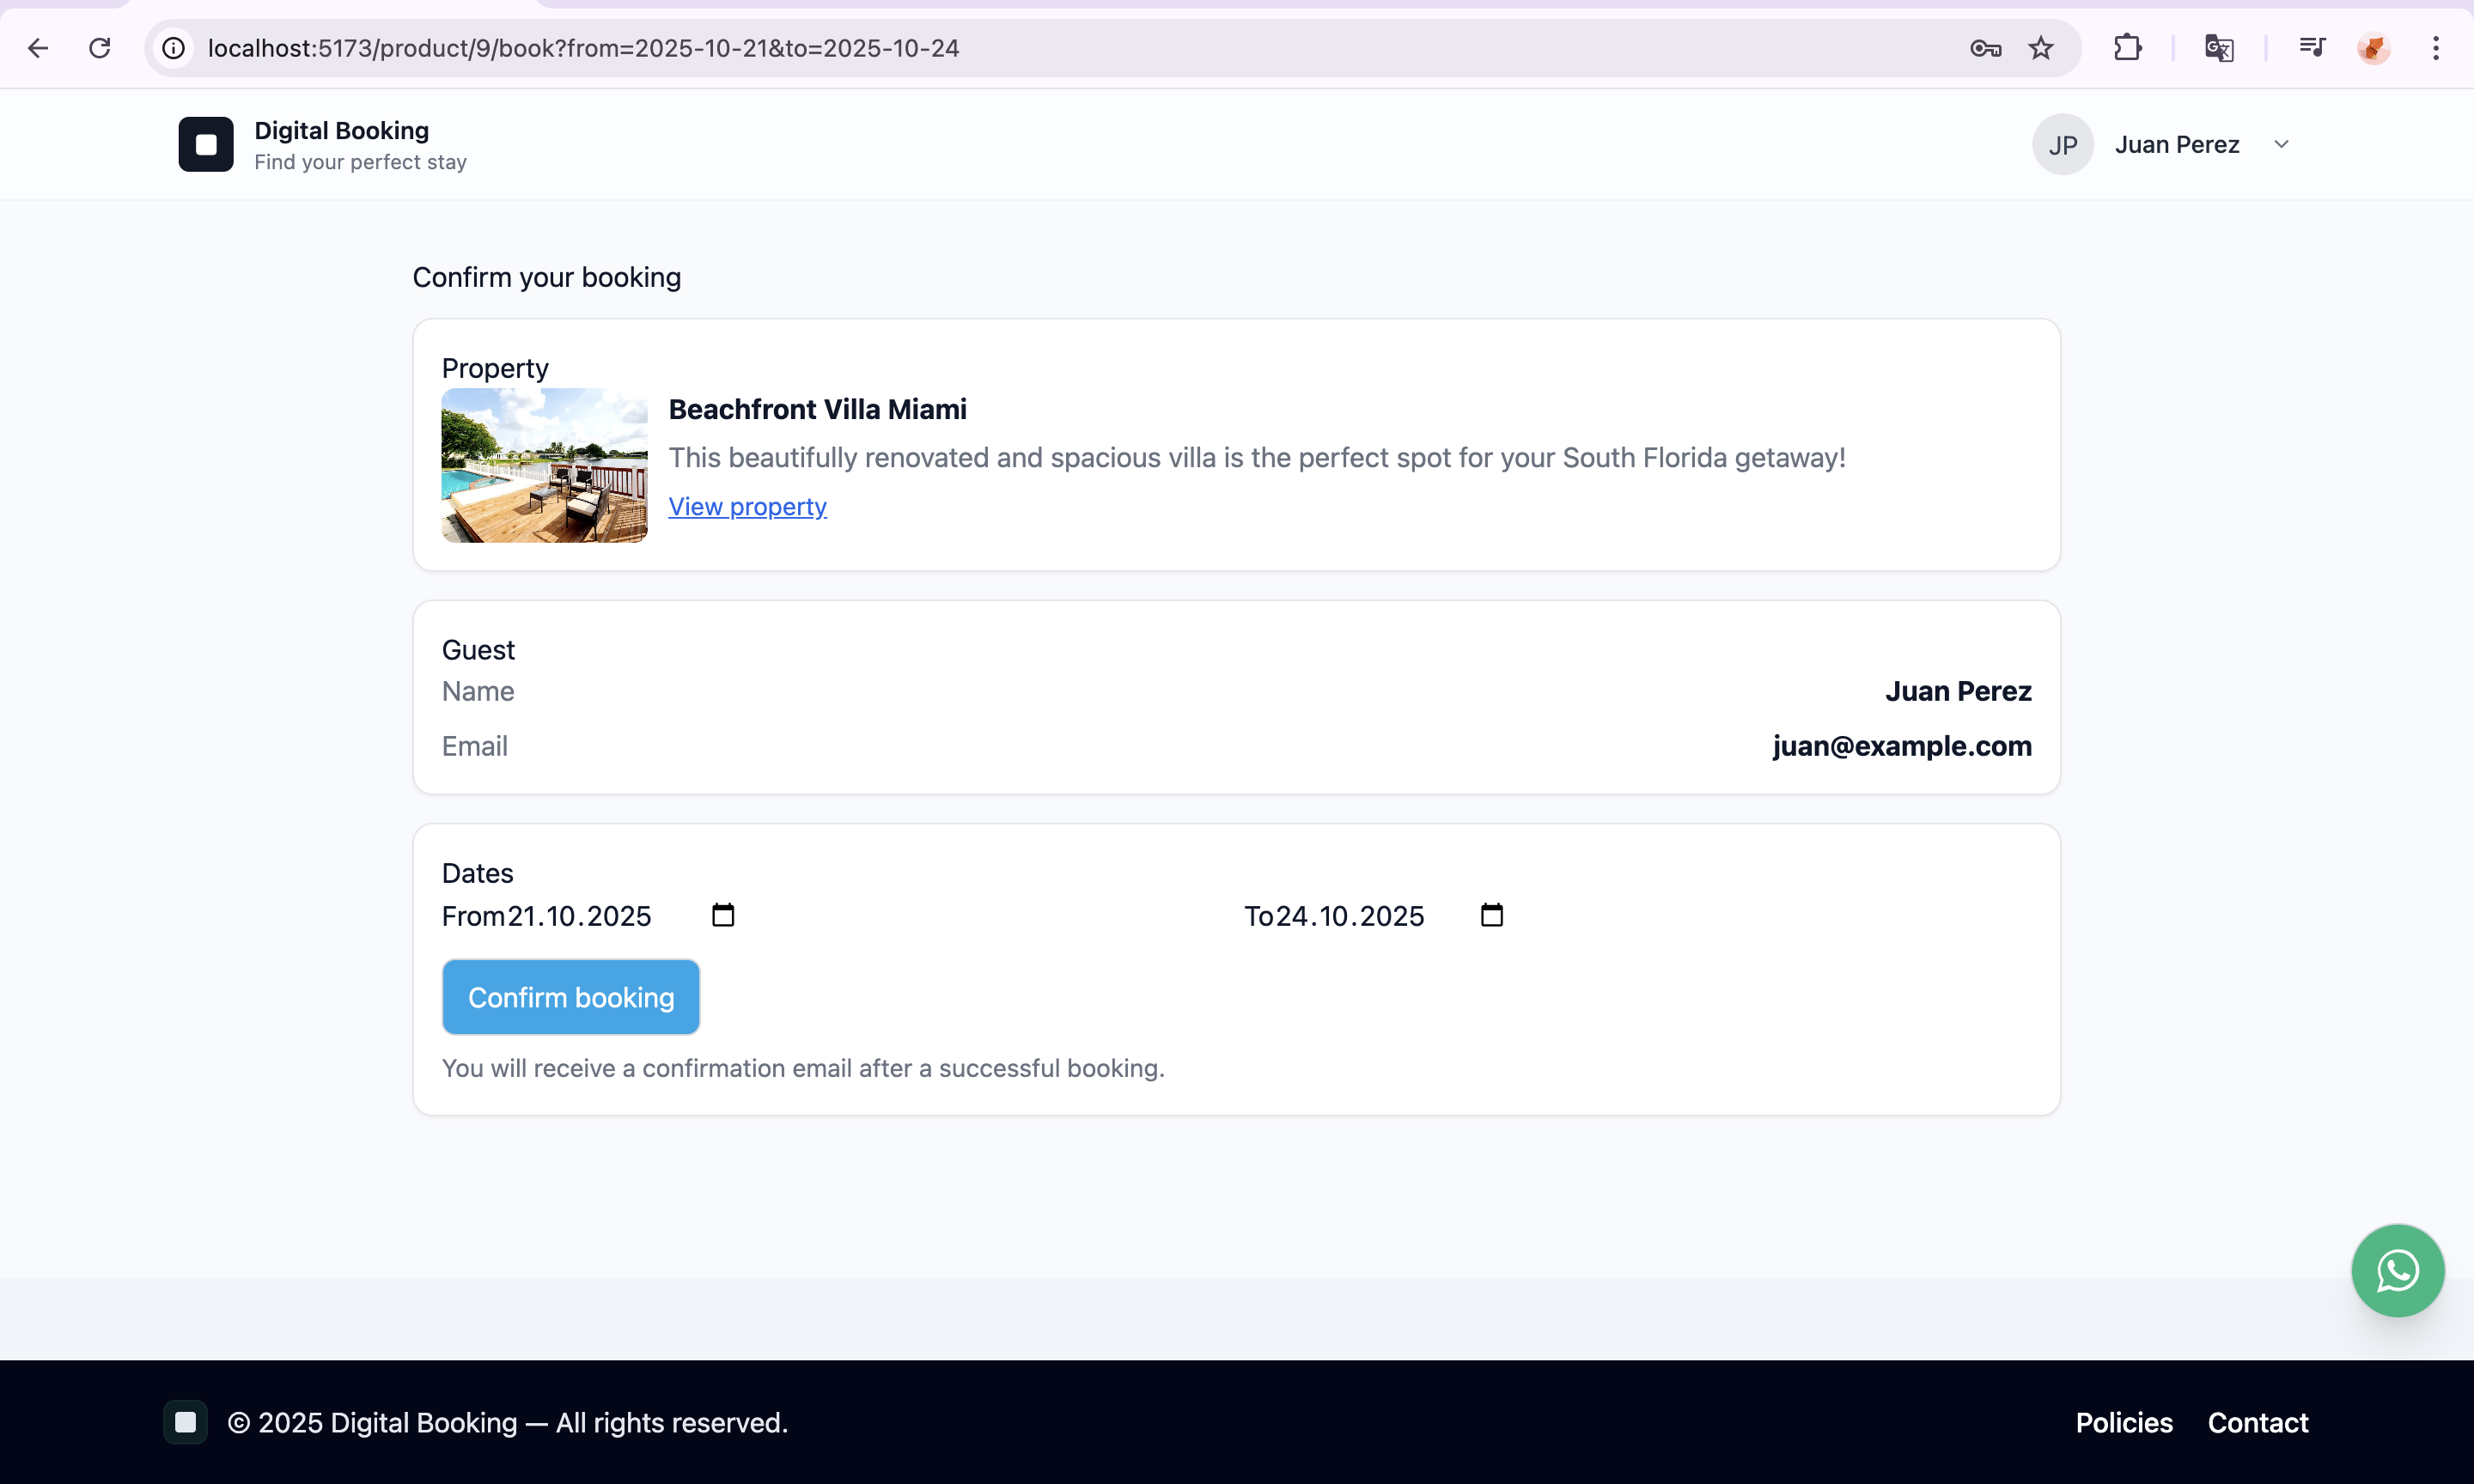 localhost:5173/product/9/book?from=2025-10-21&to=2025-10-24
Digital Booking
Find your perfect stay
JP
Juan Perez
Confirm your booking
Property
Beachfront Villa Miami
This beautifully renovated and spacious villa is the perfect spot for your South Florida getaway!
View property
Guest
Name
Juan Perez
Email
juan@example.com
Dates
From21.10.2025
To24.10.2025
Confirm booking
You will receive a confirmation email after a successful booking.
© 2025 Digital Booking — All rights reserved.
Policies
Contact